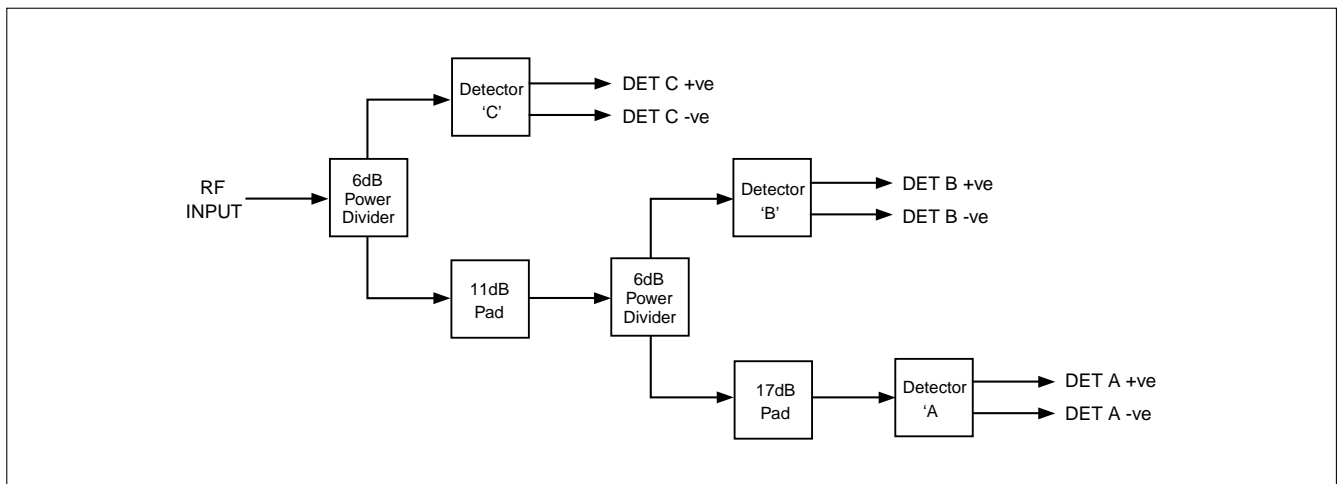 Detector
‘C’
DET C +ve
DET C -ve
RF
INPUT
6dB
Power
Divider
Detector
‘B’
DET B +ve
DET B -ve
11dB
Pad
6dB
Power
Divider
17dB
Pad
Detector
‘A
DET A +ve
DET A -ve